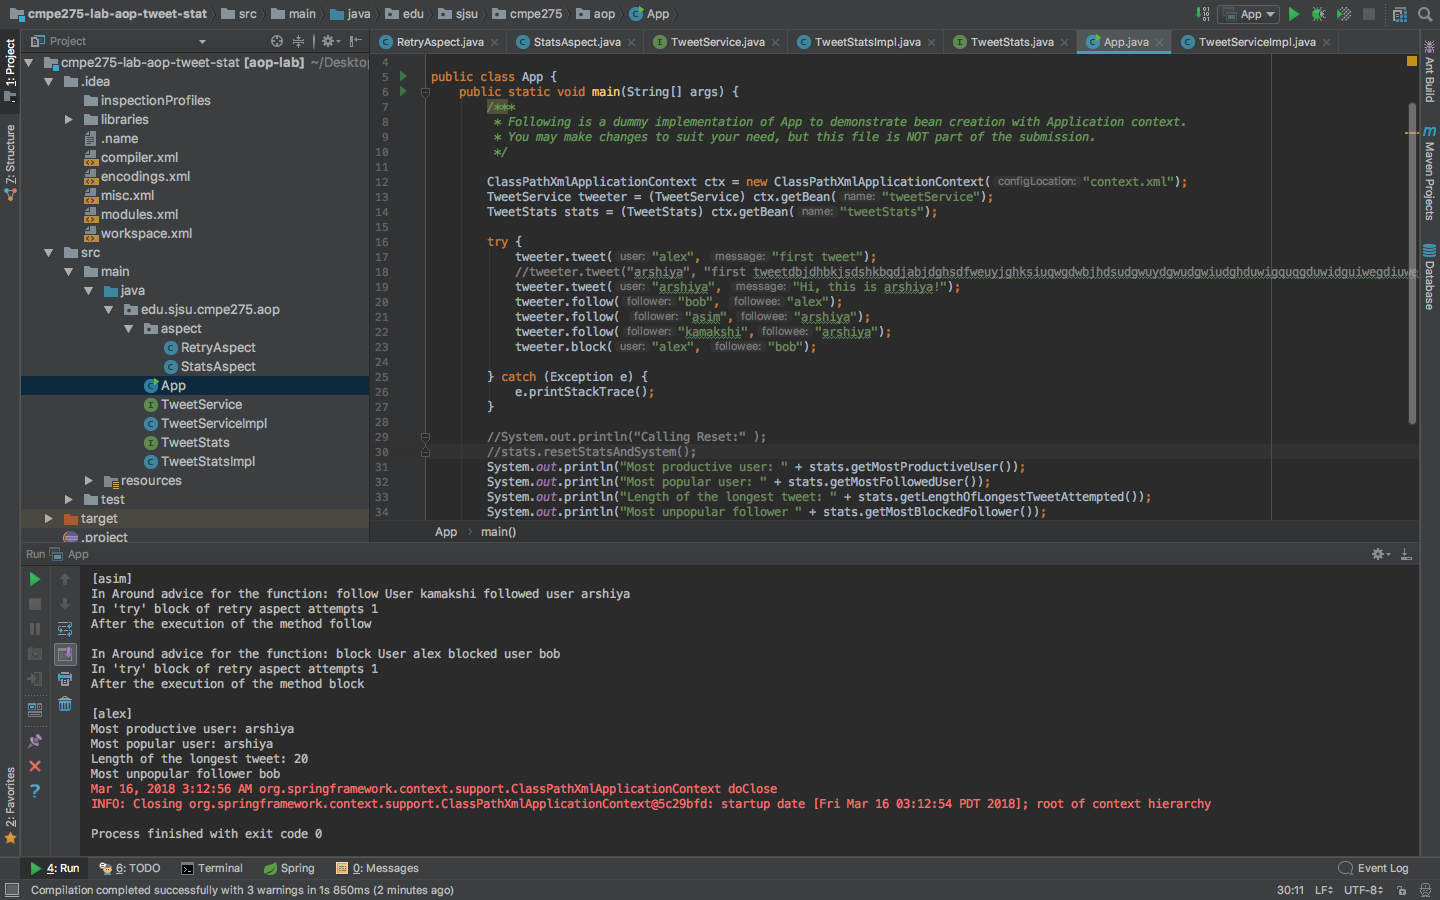 cmpe275-lab-aop-tweet-stat src main java edu sjsu cmpe275 aop App
App
Project
RetryAspect.java StatsAspect.java TweetService.java TweetStatsImpl.java TweetStats.java App.java TweetServiceImpl.java
1: Project
Z: Structure
2: Favorites
cmpe275-lab-aop-tweet-stat [aop-lab] ~/Deskto
.idea
inspectionProfiles
libraries
.name
compiler.xml
encodings.xml
misc.xml
modules.xml
workspace.xml
src
main
java
edu.sjsu.cmpe275.aop
aspect
RetryAspect
StatsAspect
App
TweetService
TweetServiceImpl
TweetStats
TweetStatsImpl
resources
test
target
.project
4
5 public class App {
6 public static void main(String[] args) {
7 /***
8 * Following is a dummy implementation of App to demonstrate bean creation with Application context.
9 * You may make changes to suit your need, but this file is NOT part of the submission.
10 */
11
12 ClassPathXmlApplicationContext ctx = new ClassPathXmlApplicationContext( configLocation: "context.xml");
13 TweetService tweeter = (TweetService) ctx.getBean( name: "tweetService");
14 TweetStats stats = (TweetStats) ctx.getBean( name: "tweetStats");
15
16 try {
17 tweeter.tweet( user: "alex", message: "first tweet");
18 //tweeter.tweet("arshiya", "first
19 tweeter.tweet( user: "arshiya", message: "Hi, this is arshiya!");
20 tweeter.follow( follower: "bob", followee: "alex");
21 tweeter.follow( follower: "asim", followee: "arshiya");
22 tweeter.follow( follower: "kamakshi", followee: "arshiya");
23 tweeter.block( user: "alex", followee: "bob");
24
25 } catch (Exception e) {
26 e.printStackTrace();
27 }
28
29 //System.out.println("Calling Reset:" );
30 //stats.resetStatsAndSystem();
31 System.out.println("Most productive user: " + stats.getMostProductiveUser());
32 System.out.println("Most popular user: " + stats.getMostFollowedUser());
33 System.out.println("Length of the longest tweet: " + stats.getLengthOfLongestTweetAttempted());
34 System.out.println("Most unpopular follower " + stats.getMostBlockedFollower());
App main()
Ant Build
Maven Projects
Database
Run App
[asim]
In Around advice for the function: follow User kamakshi followed user arshiya
In 'try' block of retry aspect attempts 1
After the execution of the method follow
In Around advice for the function: block User alex blocked user bob
In 'try' block of retry aspect attempts 1
After the execution of the method block
[alex]
Most productive user: arshiya
Most popular user: arshiya
Length of the longest tweet: 20
Most unpopular follower bob
Mar 16, 2018 3:12:56 AM org.springframework.context.support.ClassPathXmlApplicationContext doClose
INFO: Closing org.springframework.context.support.ClassPathXmlApplicationContext@5c29bfd: startup date [Fri Mar 16 03:12:54 PDT 2018]; root of context hierarchy
Process finished with exit code 0
4: Run 6: TODO Terminal Spring 0: Messages Event Log
Compilation completed successfully with 3 warnings in 1s 850ms (2 minutes ago) 30:11 LF UTF-8